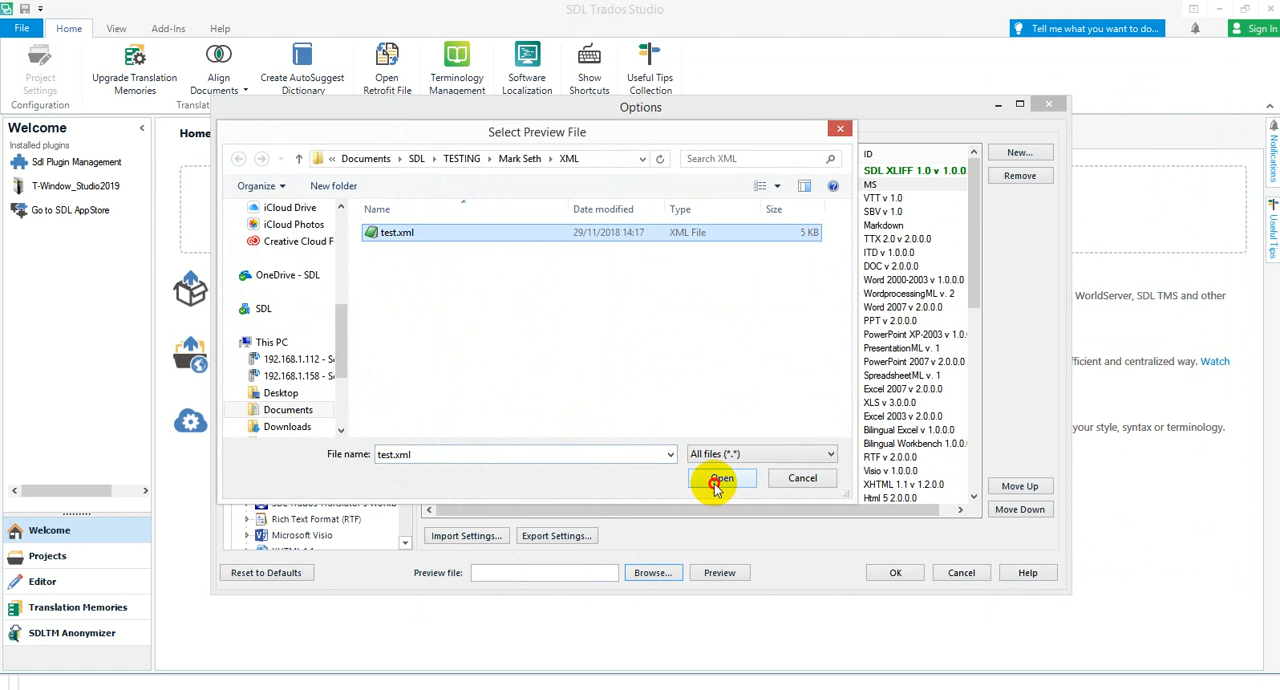 SDL Trados Studio
File
Home
View
Add-Ins
Help
Tell me what you want to do...
Sign In
Project Settings
Upgrade Translation Memories
Align Documents
Create AutoSuggest Dictionary
Open Retrofit File
Terminology Management
Software Localization
Show Shortcuts
Useful Tips Collection
Configuration
Translat
Options
Welcome
Installed plugins
Sdl Plugin Management
T-Window_Studio2019
Go to SDL AppStore
Home
Select Preview File
« Documents > SDL > TESTING > Mark Seth > XML
Search XML
Organize
New folder
Name
Date modified
Type
Size
test.xml
29/11/2018 14:17
XML File
5 KB
iCloud Drive
iCloud Photos
Creative Cloud F
OneDrive - SDL
SDL
This PC
192.168.1.112 - S
192.168.1.158 - S
Desktop
Documents
Downloads
File name:
test.xml
All files (*.*)
Open
Cancel
ID
SDL XLIFF 1.0 v 1.0.0
MS
VTT v 1.0
SBV v 1.0
Markdown
TTX 2.0 v 2.0.0.0
ITD v 1.0.0
DOC v 2.0.0.0
Word 2000-2003 v 1.0.0
WordprocessingML v. 2
Word 2007 v 2.0.0.0
PPT v 2.0.0.0
PowerPoint XP-2003 v 1.0
PresentationML v. 1
PowerPoint 2007 v 2.0.0
SpreadsheetML v. 1
Excel 2007 v 2.0.0.0
XLS v 3.0.0.0
Excel 2003 v 2.0.0.0
Bilingual Excel v 1.0.0.0
Bilingual Workbench 1.0.0
RTF v 2.0.0.0
Visio v 1.0.0.0
XHTML 1.1 v 1.2.0.0
Html 5 2.0.0.0
New...
Remove
Move Up
Move Down
Rich Text Format (RTF)
Microsoft Visio
Import Settings...
Export Settings...
Reset to Defaults
Preview file:
Browse...
Preview
OK
Cancel
Help
WorldServer, SDL TMS and other
fficient and centralized way. Watch
your style, syntax or terminology.
Notifications
Useful Tips
Welcome
Projects
Editor
Translation Memories
SDLTM Anonymizer